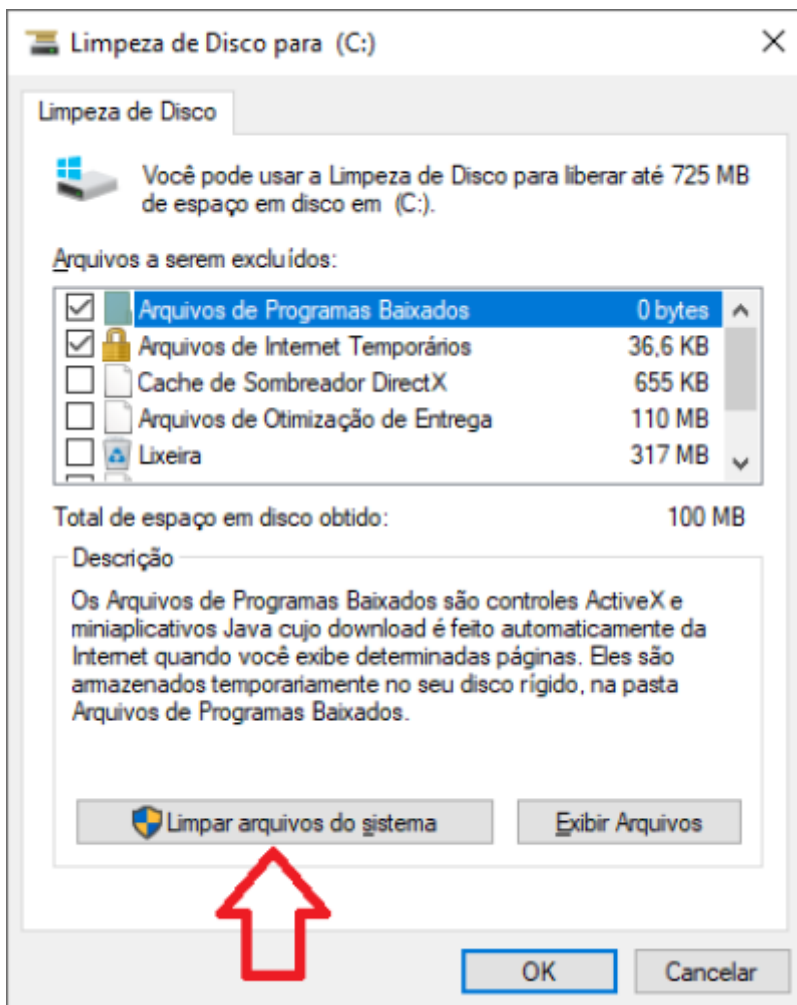 Limpeza de Disco para (C:)
Limpeza de Disco
Você pode usar a Limpeza de Disco para liberar até 725 MB
de espaço em disco em (C:).
Arquivos a serem excluídos:
Arquivos de Programas Baixados 0 bytes
Arquivos de Internet Temporários 36,6 KB
Cache de Sombreador DirectX 655 KB
Arquivos de Otimização de Entrega 110 MB
Lixeira 317 MB
Total de espaço em disco obtido: 100 MB
Descrição
Os Arquivos de Programas Baixados são controles ActiveX e
miniaplicativos Java cujo download é feito automaticamente da
Internet quando você exibe determinadas páginas. Eles são
armazenados temporariamente no seu disco rígido, na pasta
Arquivos de Programas Baixados.
Limpar arquivos do sistema Exibir Arquivos
OK Cancelar